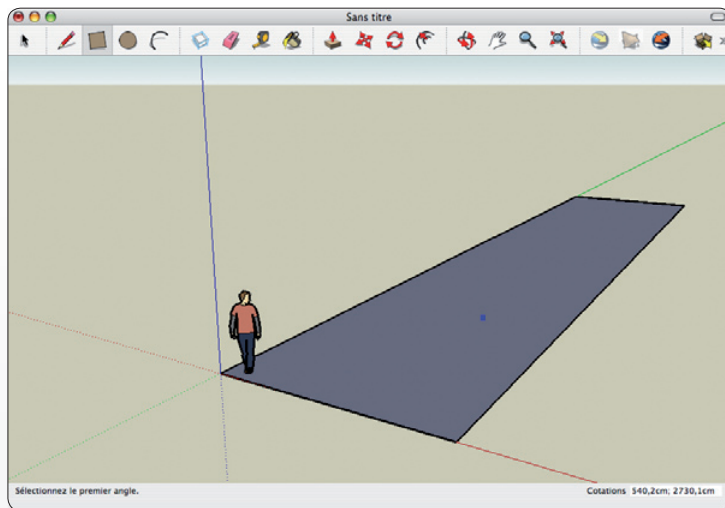 Sans titre
Sélectionnez le premier angle.
Cotations 540,2cm; 2730,1cm